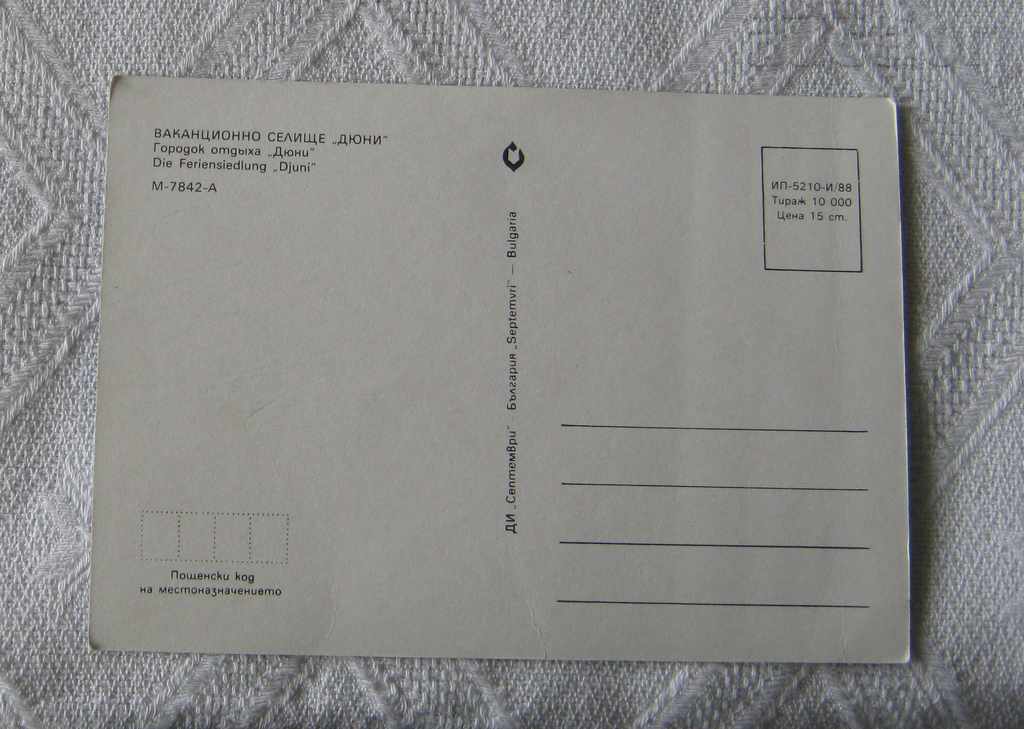 ВАКАНЦИОННО СЕЛИЩЕ „ДЮНИ"
Городок отдыха „Дюни"
Die Feriensiedlung „Djuni"
М-7842-А
ДИ „Септември" България „Septemvri" — Bulgaria
ИП-5210-И/88
Тираж 10 000
Цена 15 ст.
Пощенски код
на местоназначението